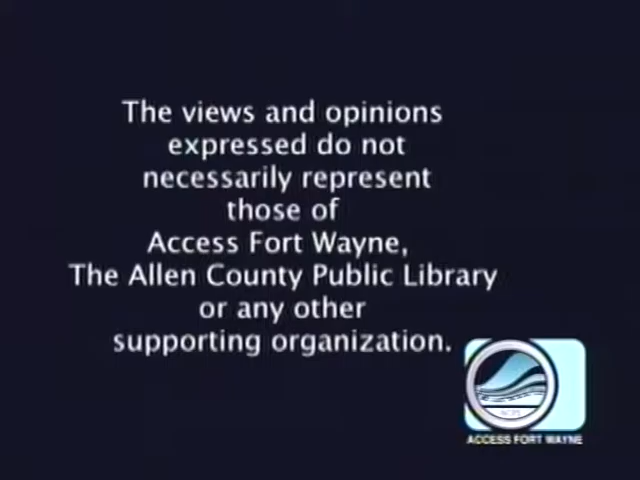 The views and opinions
expressed do not
necessarily represent
those of
Access Fort Wayne,
The Allen County Public Library
or any other
supporting organization.
ACCESS FORT WAYNE